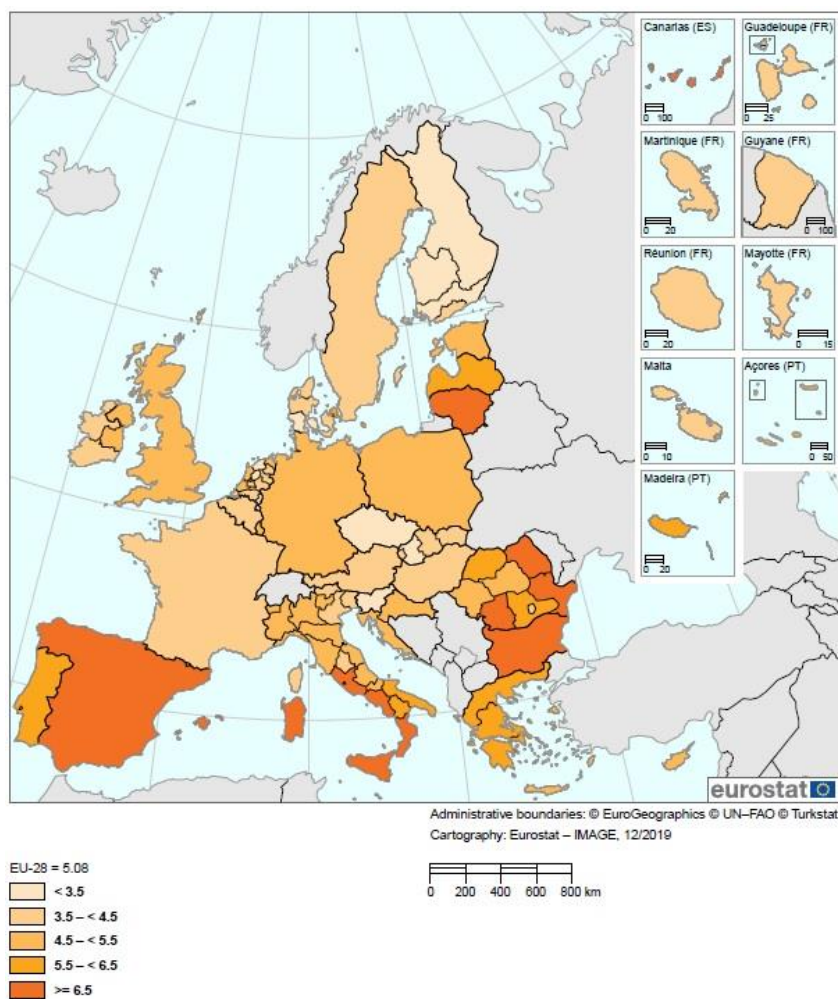 Canarias (ES)
0 100
Guadeloupe (FR)
0 25
Martinique (FR)
0 20
Guyane (FR)
0 100
Réunion (FR)
0 20
Mayotte (FR)
0 15
Malta
0 10
Açores (PT)
0 50
Madeira (PT)
0 20
eurostat
Administrative boundaries: © EuroGeographics © UN–FAO © Turkstat
Cartography: Eurostat – IMAGE, 12/2019
0 200 400 600 800 km
EU-28 = 5.08
< 3.5
3.5 – < 4.5
4.5 – < 5.5
5.5 – < 6.5
>= 6.5